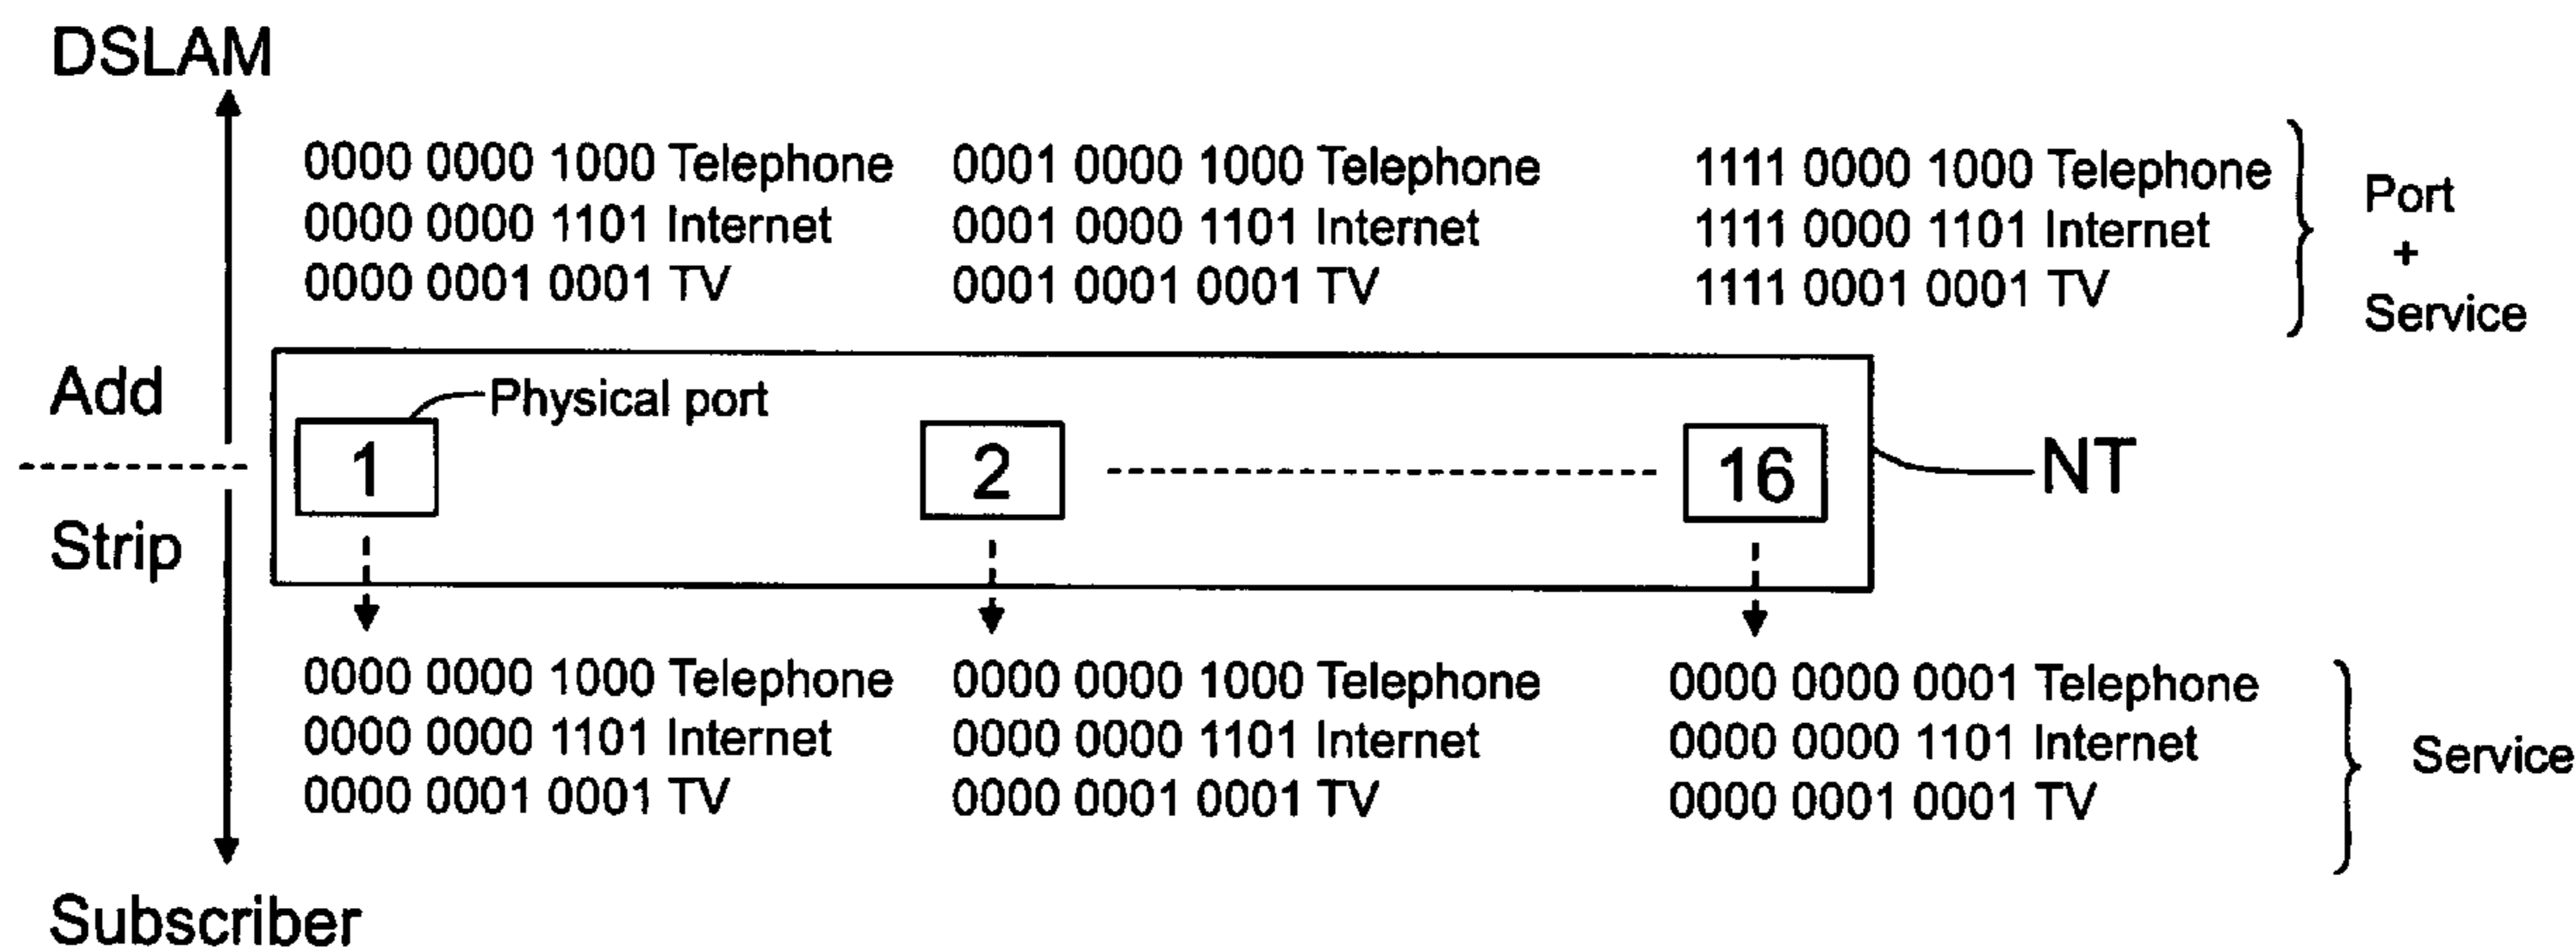 DSLAM
0000 0000 1000 Telephone
0000 0000 1101 Internet
0000 0001 0001 TV
0001 0000 1000 Telephone
0001 0000 1101 Internet
0001 0001 0001 TV
1111 0000 1000 Telephone
1111 0000 1101 Internet
1111 0001 0001 TV
Port
+
Service
Add
Strip
Physical port
1
2
16
NT
0000 0000 1000 Telephone
0000 0000 1101 Internet
0000 0001 0001 TV
0000 0000 1000 Telephone
0000 0000 1101 Internet
0000 0001 0001 TV
0000 0000 0001 Telephone
0000 0000 1101 Internet
0000 0001 0001 TV
Service
Subscriber